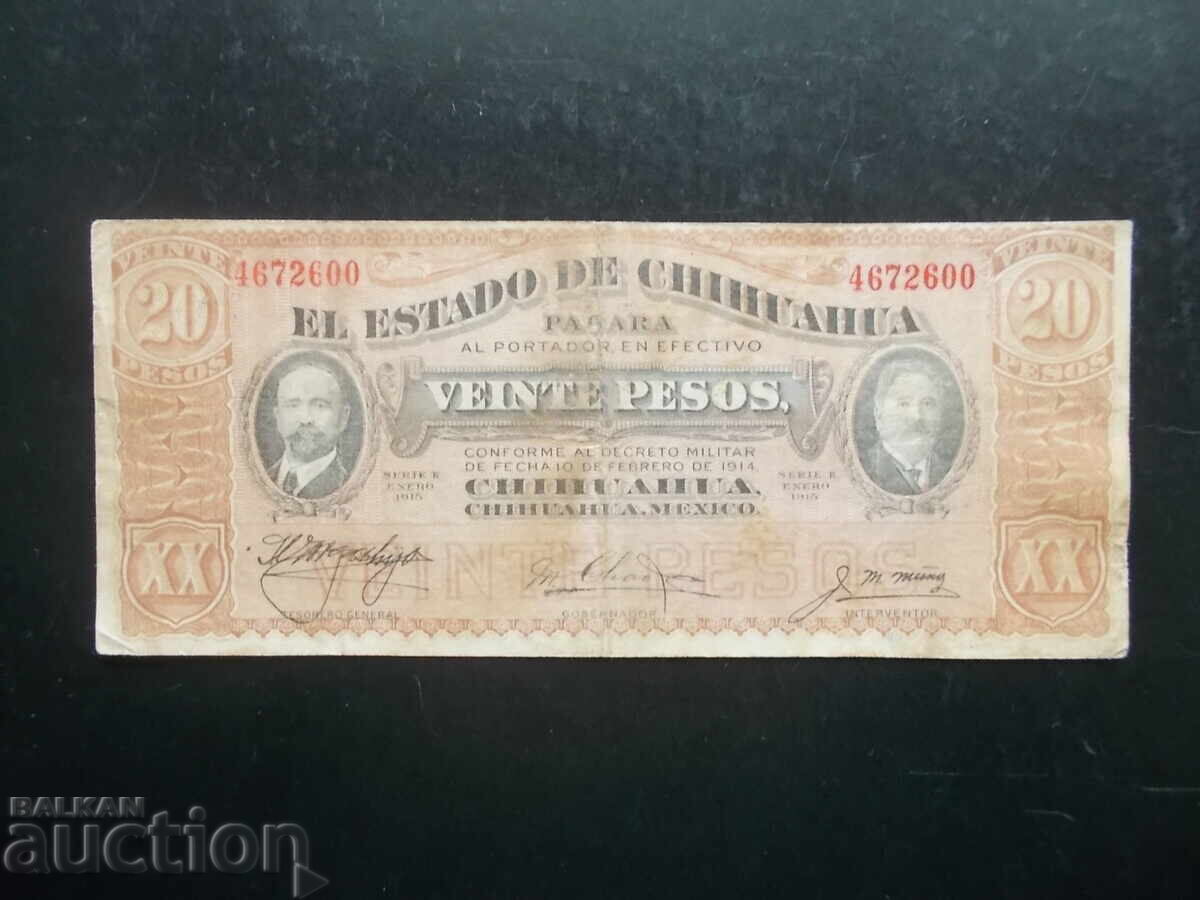 VEINTE
20
PESOS
4672600
4672600
VEINTE
20
PESOS
EL ESTADO DE CHIHUAHUA
PAGARA
AL PORTADOR, EN EFECTIVO
VEINTE PESOS,
CONFORME AL DECRETO MILITAR
DE FECHA 10 DE FEBRERO DE 1914.
CHIHUAHUA,
CHIHUAHUA, MEXICO.
SERIE
ENERO
1915
SERIE
ENERO
1915
XX
VEINTE PESOS
XX
TESORERO GENERAL
GOBERNADOR
INTERVENTOR
BALKAN
auction